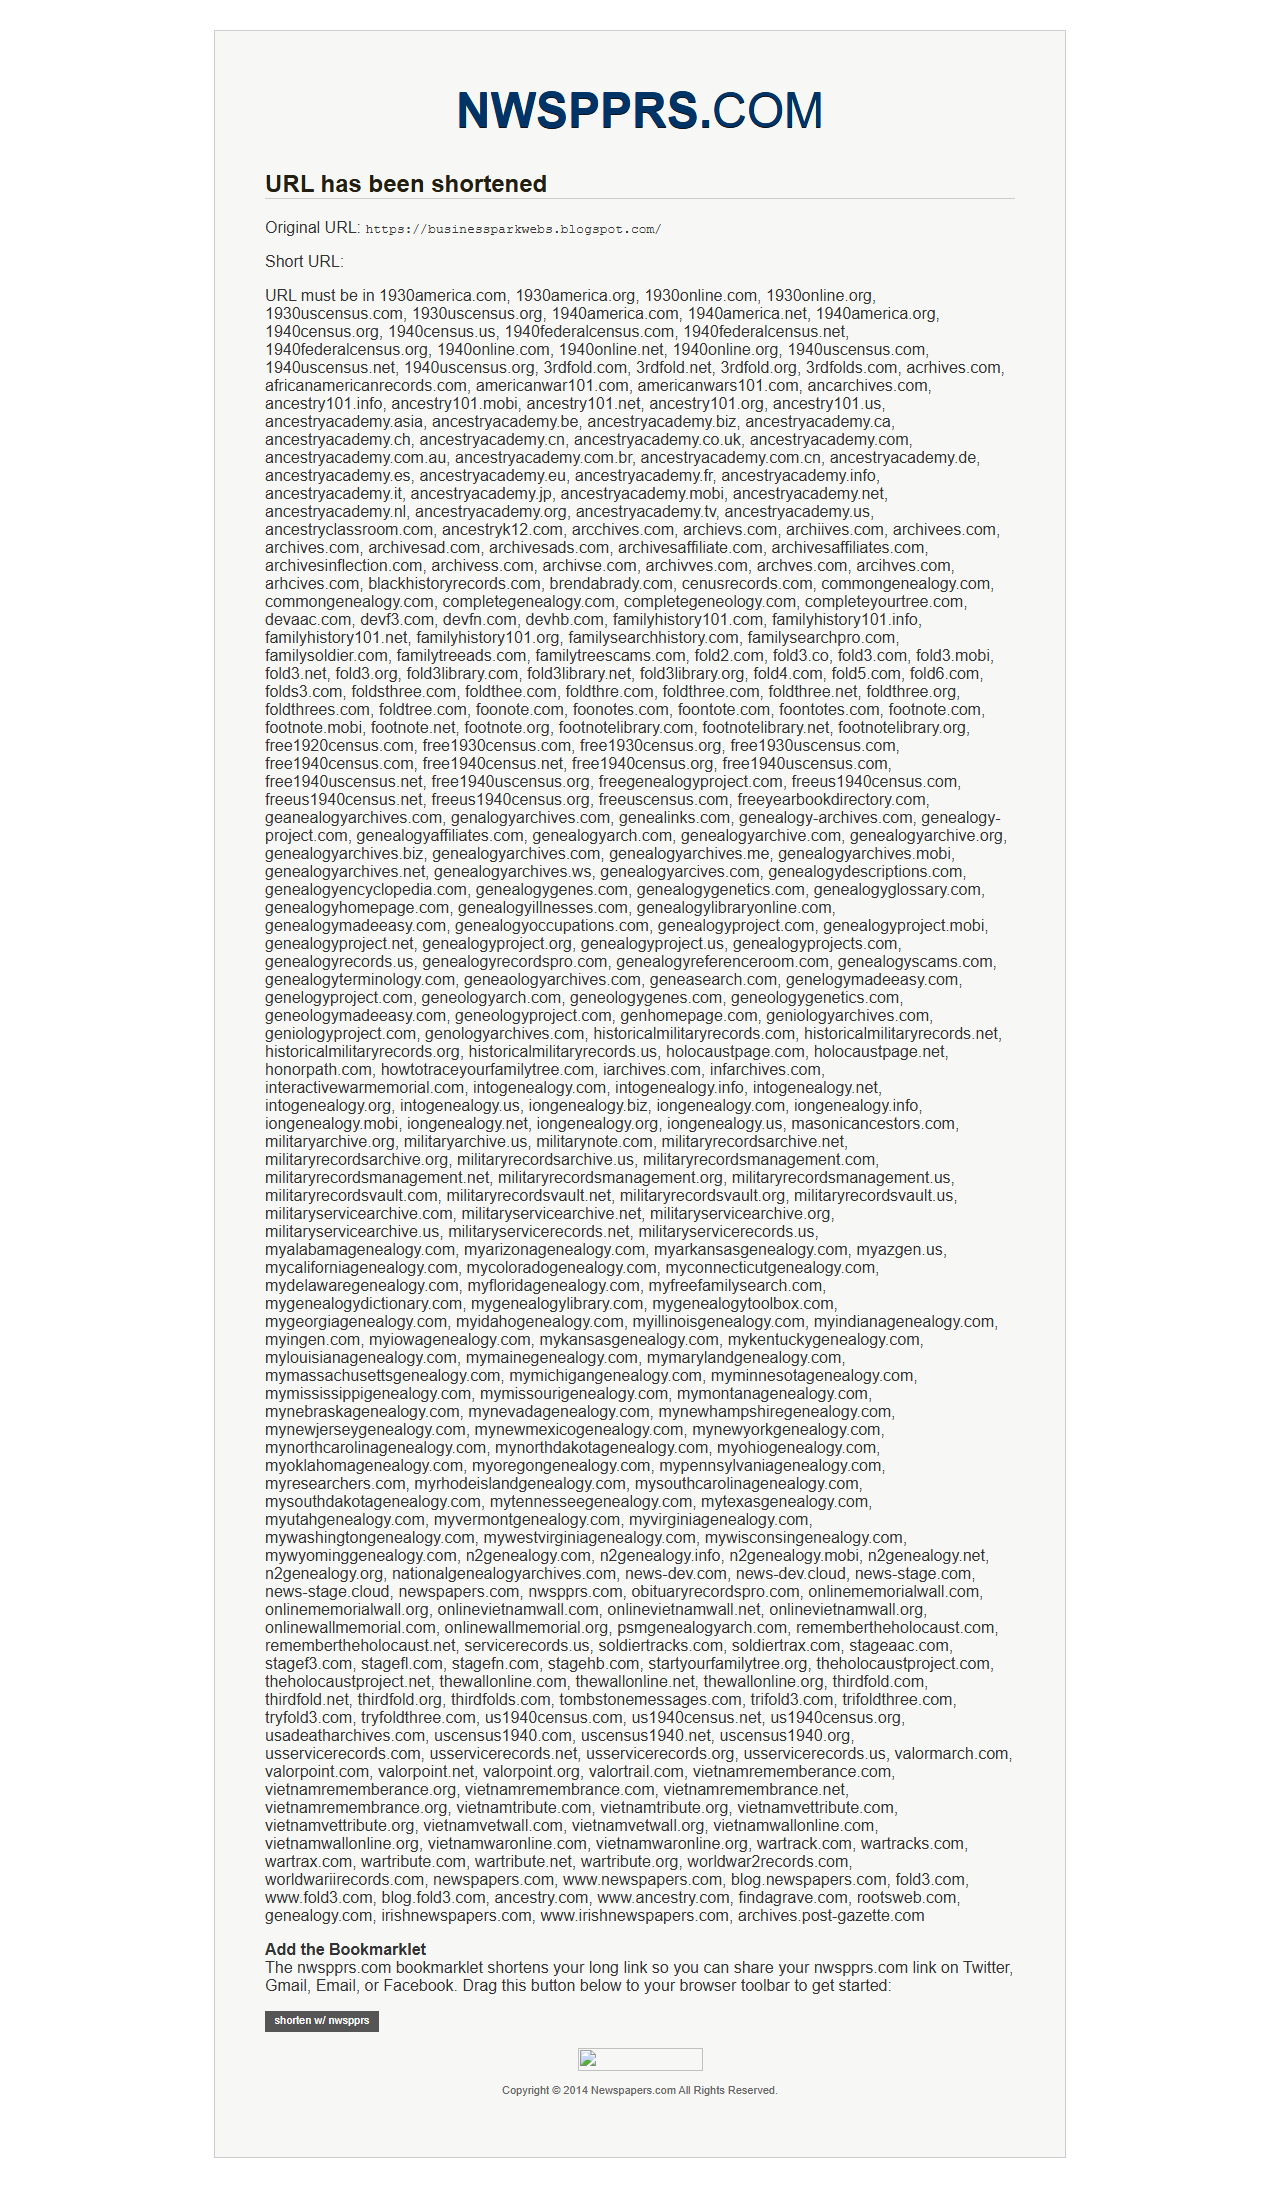 NWSPPRS.COM
URL has been shortened
Original URL: https://businessparkwebs.blogspot.com/
Short URL:
URL must be in 1930america.com, 1930america.org, 1930online.com, 1930online.org,
1930uscensus.com, 1930uscensus.org, 1940america.com, 1940america.net, 1940america.org,
1940census.org, 1940census.us, 1940federalcensus.com, 1940federalcensus.net,
1940federalcensus.org, 1940online.com, 1940online.net, 1940online.org, 1940uscensus.com,
1940uscensus.net, 1940uscensus.org, 3rdfold.com, 3rdfold.net, 3rdfold.org, 3rdfolds.com, acrhives.com,
africanamericanrecords.com, americanwar101.com, americanwars101.com, ancarchives.com,
ancestry101.info, ancestry101.mobi, ancestry101.net, ancestry101.org, ancestry101.us,
ancestryacademy.asia, ancestryacademy.be, ancestryacademy.biz, ancestryacademy.ca,
ancestryacademy.ch, ancestryacademy.cn, ancestryacademy.co.uk, ancestryacademy.com,
ancestryacademy.com.au, ancestryacademy.com.br, ancestryacademy.com.cn, ancestryacademy.de,
ancestryacademy.es, ancestryacademy.eu, ancestryacademy.fr, ancestryacademy.info,
ancestryacademy.it, ancestryacademy.jp, ancestryacademy.mobi, ancestryacademy.net,
ancestryacademy.nl, ancestryacademy.org, ancestryacademy.tv, ancestryacademy.us,
ancestryclassroom.com, ancestryk12.com, arcchives.com, archievs.com, archiives.com, archivees.com,
archives.com, archivesad.com, archivesads.com, archivesaffiliate.com, archivesaffiliates.com,
archivesinflection.com, archivess.com, archivse.com, archivves.com, archves.com, arcihves.com,
arhcives.com, blackhistoryrecords.com, brendabrady.com, cenusrecords.com, commongenealogy.com,
commongenealogy.com, completegenealogy.com, completegeneology.com, completeyourtree.com,
devaac.com, devf3.com, devfn.com, devhb.com, familyhistory101.com, familyhistory101.info,
familyhistory101.net, familyhistory101.org, familysearchhistory.com, familysearchpro.com,
familysoldier.com, familytreeads.com, familytreescams.com, fold2.com, fold3.co, fold3.com, fold3.mobi,
fold3.net, fold3.org, fold3library.com, fold3library.net, fold3library.org, fold4.com, fold5.com, fold6.com,
folds3.com, foldsthree.com, foldthee.com, foldthre.com, foldthree.com, foldthree.net, foldthree.org,
foldthrees.com, foldtree.com, foonote.com, foonotes.com, foontote.com, foontotes.com, footnote.com,
footnote.mobi, footnote.net, footnote.org, footnotelibrary.com, footnotelibrary.net, footnotelibrary.org,
free1920census.com, free1930census.com, free1930census.org, free1930uscensus.com,
free1940census.com, free1940census.net, free1940census.org, free1940uscensus.com,
free1940uscensus.net, free1940uscensus.org, freegenealogyproject.com, freeus1940census.com,
freeus1940census.net, freeus1940census.org, freeuscensus.com, freeyearbookdirectory.com,
geanealogyarchives.com, genalogyarchives.com, genealinks.com, genealogy-archives.com, genealogy-
project.com, genealogyaffiliates.com, genealogyarch.com, genealogyarchive.com, genealogyarchive.org,
genealogyarchives.biz, genealogyarchives.com, genealogyarchives.me, genealogyarchives.mobi,
genealogyarchives.net, genealogyarchives.ws, genealogyarcives.com, genealogydescriptions.com,
genealogyencyclopedia.com, genealogygenes.com, genealogygenetics.com, genealogyglossary.com,
genealogyhomepage.com, genealogyillnesses.com, genealogylibraryonline.com,
genealogymadeeasy.com, genealogyoccupations.com, genealogyproject.com, genealogyproject.mobi,
genealogyproject.net, genealogyproject.org, genealogyproject.us, genealogyprojects.com,
genealogyrecords.us, genealogyrecordspro.com, genealogyreferenceroom.com, genealogyscams.com,
genealogyterminology.com, geneaologyarchives.com, geneasearch.com, genelogymadeeasy.com,
genelogyproject.com, geneologyarch.com, geneologygenes.com, geneologygenetics.com,
geneologymadeeasy.com, geneologyproject.com, genhomepage.com, geniologyarchives.com,
geniologyproject.com, genologyarchives.com, historicalmilitaryrecords.com, historicalmilitaryrecords.net,
historicalmilitaryrecords.org, historicalmilitaryrecords.us, holocaustpage.com, holocaustpage.net,
honorpath.com, howtotraceyourfamilytree.com, iarchives.com, infarchives.com,
interactivewarmemorial.com, intogenealogy.com, intogenealogy.info, intogenealogy.net,
intogenealogy.org, intogenealogy.us, iongenealogy.biz, iongenealogy.com, iongenealogy.info,
iongenealogy.mobi, iongenealogy.net, iongenealogy.org, iongenealogy.us, masonicancestors.com,
militaryarchive.org, militaryarchive.us, militarynote.com, militaryrecordsarchive.net,
militaryrecordsarchive.org, militaryrecordsarchive.us, militaryrecordsmanagement.com,
militaryrecordsmanagement.net, militaryrecordsmanagement.org, militaryrecordsmanagement.us,
militaryrecordsvault.com, militaryrecordsvault.net, militaryrecordsvault.org, militaryrecordsvault.us,
militaryservicearchive.com, militaryservicearchive.net, militaryservicearchive.org,
militaryservicearchive.us, militaryservicerecords.net, militaryservicerecords.us,
myalabamagenealogy.com, myarizonagenealogy.com, myarkansasgenealogy.com, myazgen.us,
mycaliforniagenealogy.com, mycoloradogenealogy.com, myconnecticutgenealogy.com,
mydelawaregenealogy.com, myfloridagenealogy.com, myfreefamilysearch.com,
mygenealogydictionary.com, mygenealogylibrary.com, mygenealogytoolbox.com,
mygeorgiagenealogy.com, myidahogenealogy.com, myillinoisgenealogy.com, myindianagenealogy.com,
myingen.com, myiowagenealogy.com, mykansasgenealogy.com, mykentuckygenealogy.com,
mylouisianagenealogy.com, mymainegenealogy.com, mymarylandgenealogy.com,
mymassachusettsgenealogy.com, mymichigangenealogy.com, myminnesotagenealogy.com,
mymississippigenealogy.com, mymissourigenealogy.com, mymontanagenealogy.com,
mynebraskagenealogy.com, mynevadagenealogy.com, mynewhampshiregenealogy.com,
mynewjerseygenealogy.com, mynewmexicogenealogy.com, mynewyorkgenealogy.com,
mynorthcarolinagenealogy.com, mynorthdakotagenealogy.com, myohiogenealogy.com,
myoklahomagenealogy.com, myoregongenealogy.com, mypennsylvaniagenealogy.com,
myresearchers.com, myrhodeislandgenealogy.com, mysouthcarolinagenealogy.com,
mysouthdakotagenealogy.com, mytennesseegenealogy.com, mytexasgenealogy.com,
myutahgenealogy.com, myvermontgenealogy.com, myvirginiagenealogy.com,
mywashingtongenealogy.com, mywestvirginiagenealogy.com, mywisconsingenealogy.com,
mywyominggenealogy.com, n2genealogy.com, n2genealogy.info, n2genealogy.mobi, n2genealogy.net,
n2genealogy.org, nationalgenealogyarchives.com, news-dev.com, news-dev.cloud, news-stage.com,
news-stage.cloud, newspapers.com, nwspprs.com, obituaryrecordspro.com, onlinememorialwall.com,
onlinememorialwall.org, onlinevietnamwall.com, onlinevietnamwall.net, onlinevietnamwall.org,
onlinewallmemorial.com, onlinewallmemorial.org, psmgenealogyarch.com, remembertheholocaust.com,
remembertheholocaust.net, servicerecords.us, soldiertracks.com, soldiertrax.com, stageaac.com,
stagef3.com, stagefl.com, stagefn.com, stagehb.com, startyourfamilytree.org, theholocaustproject.com,
theholocaustproject.net, thewallonline.com, thewallonline.net, thewallonline.org, thirdfold.com,
thirdfold.net, thirdfold.org, thirdfolds.com, tombstonemessages.com, trifold3.com, trifoldthree.com,
tryfold3.com, tryfoldthree.com, us1940census.com, us1940census.net, us1940census.org,
usadeatharchives.com, uscensus1940.com, uscensus1940.net, uscensus1940.org,
usservicerecords.com, usservicerecords.net, usservicerecords.org, usservicerecords.us, valormarch.com,
valorpoint.com, valorpoint.net, valorpoint.org, valortrail.com, vietnamrememberance.com,
vietnamrememberance.org, vietnamremembrance.com, vietnamremembrance.net,
vietnamremembrance.org, vietnamtribute.com, vietnamtribute.org, vietnamvettribute.com,
vietnamvettribute.org, vietnamvetwall.com, vietnamvetwall.org, vietnamwallonline.com,
vietnamwallonline.org, vietnamwaronline.com, vietnamwaronline.org, wartrack.com, wartracks.com,
wartrax.com, wartribute.com, wartribute.net, wartribute.org, worldwar2records.com,
worldwariirecords.com, newspapers.com, www.newspapers.com, blog.newspapers.com, fold3.com,
www.fold3.com, blog.fold3.com, ancestry.com, www.ancestry.com, findagrave.com, rootsweb.com,
genealogy.com, irishnewspapers.com, www.irishnewspapers.com, archives.post-gazette.com
Add the Bookmarklet
The nwspprs.com bookmarklet shortens your long link so you can share your nwspprs.com link on Twitter,
Gmail, Email, or Facebook. Drag this button below to your browser toolbar to get started:
shorten w/ nwspprs
Copyright © 2014 Newspapers.com All Rights Reserved.